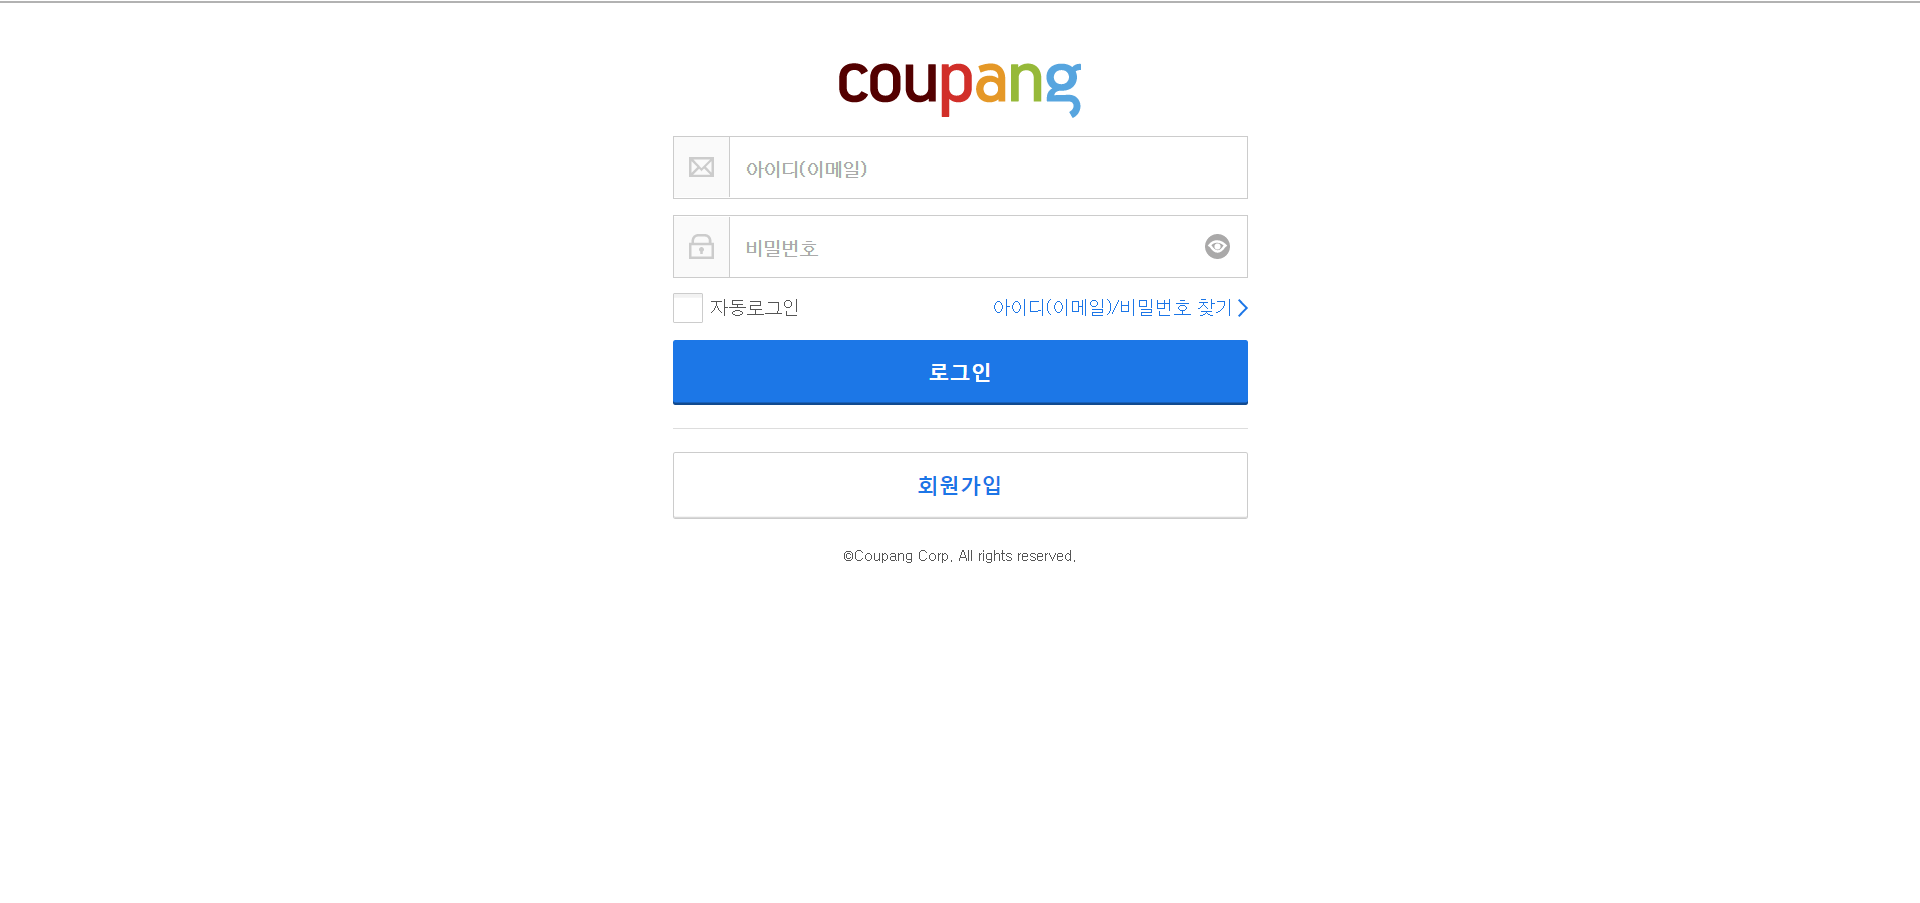 coupang
아이디(이메일)
비밀번호
자동로그인 아이디(이메일)/비밀번호 찾기
로그인
회원가입
©Coupang Corp. All rights reserved.